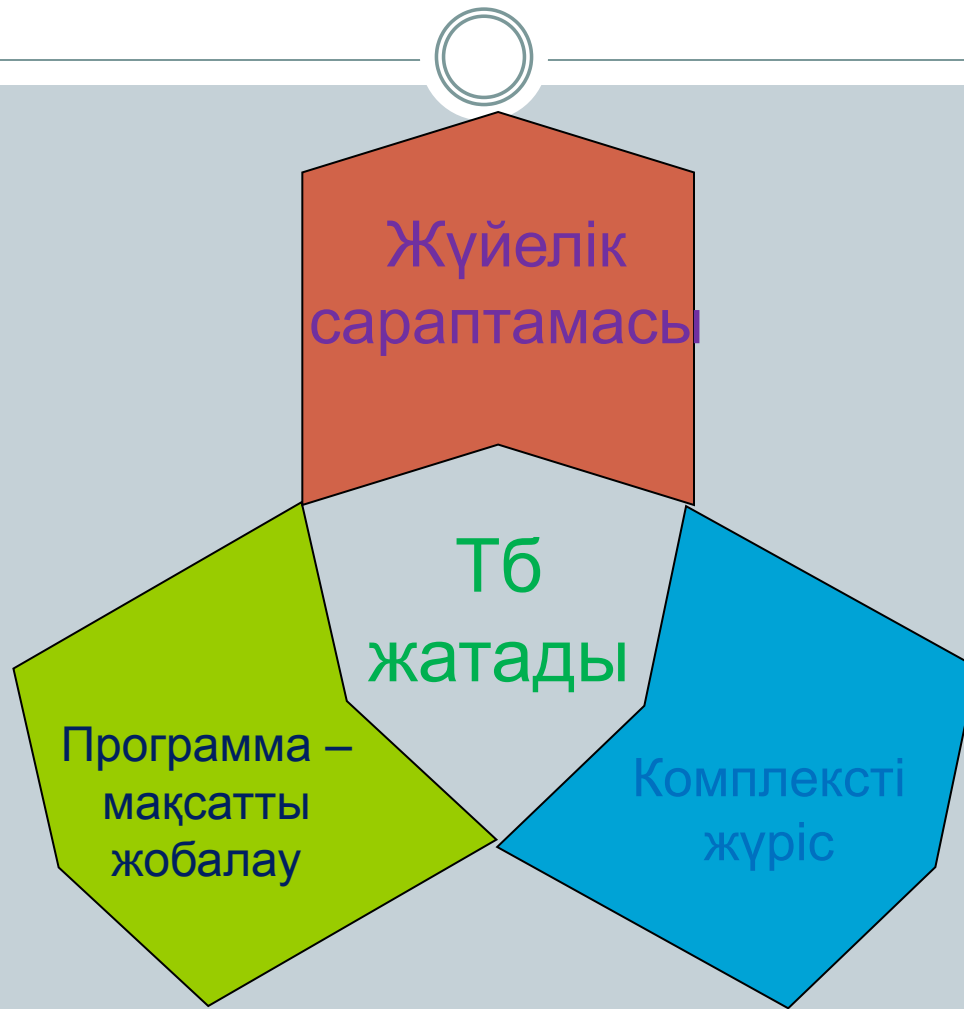 Жүйелік
сараптамасы
Тб
жатады
Программа –
мақсатты
жобалау
Комплексті
жүріс